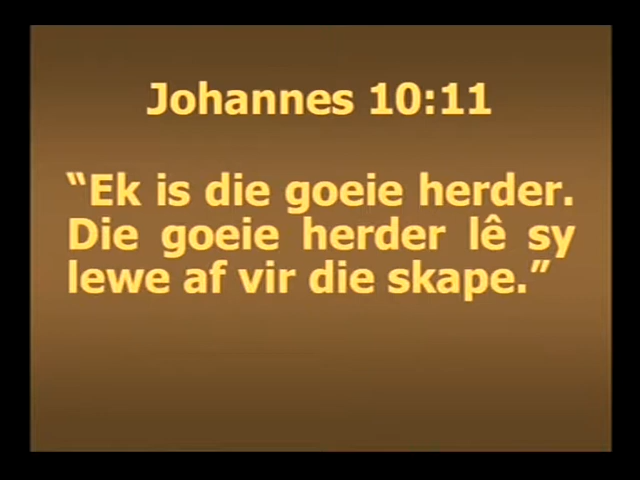 Johannes 10:11
“Ek is die goeie herder.
Die goeie herder lê sy
lewe af vir die skape.”